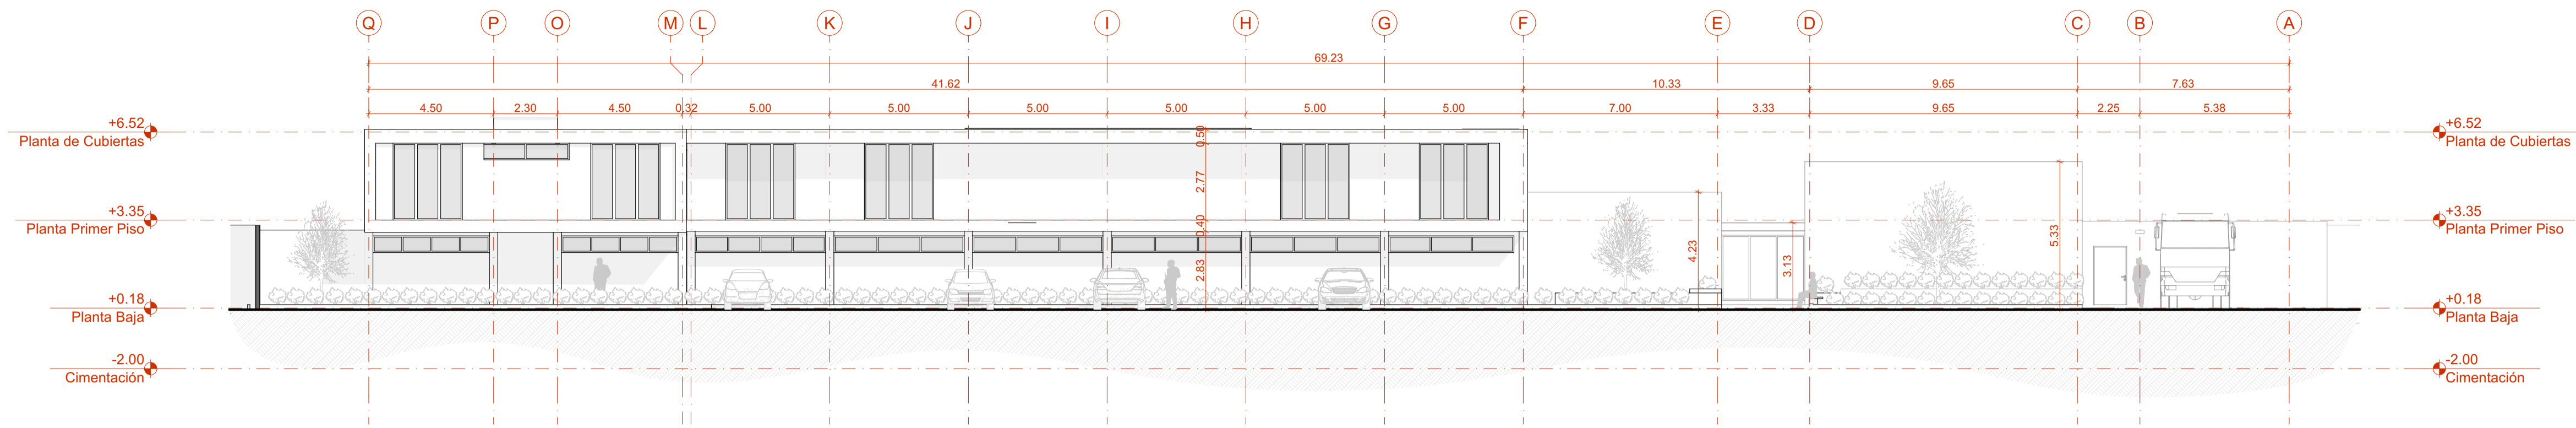 Q P O M L K J I H G F E D C B A
69.23
41.62 10.33 9.65 7.63
4.50 2.30 4.50 0.32 5.00 5.00 5.00 5.00 5.00 5.00 7.00 3.33 9.65 2.25 5.38
+6.52
Planta de Cubiertas
+6.52
Planta de Cubiertas
0.50
2.77
+3.35
Planta Primer Piso
+3.35
Planta Primer Piso
0.40
4.23
3.13
5.33
2.83
+0.18
Planta Baja
+0.18
Planta Baja
-2.00
Cimentación
-2.00
Cimentación